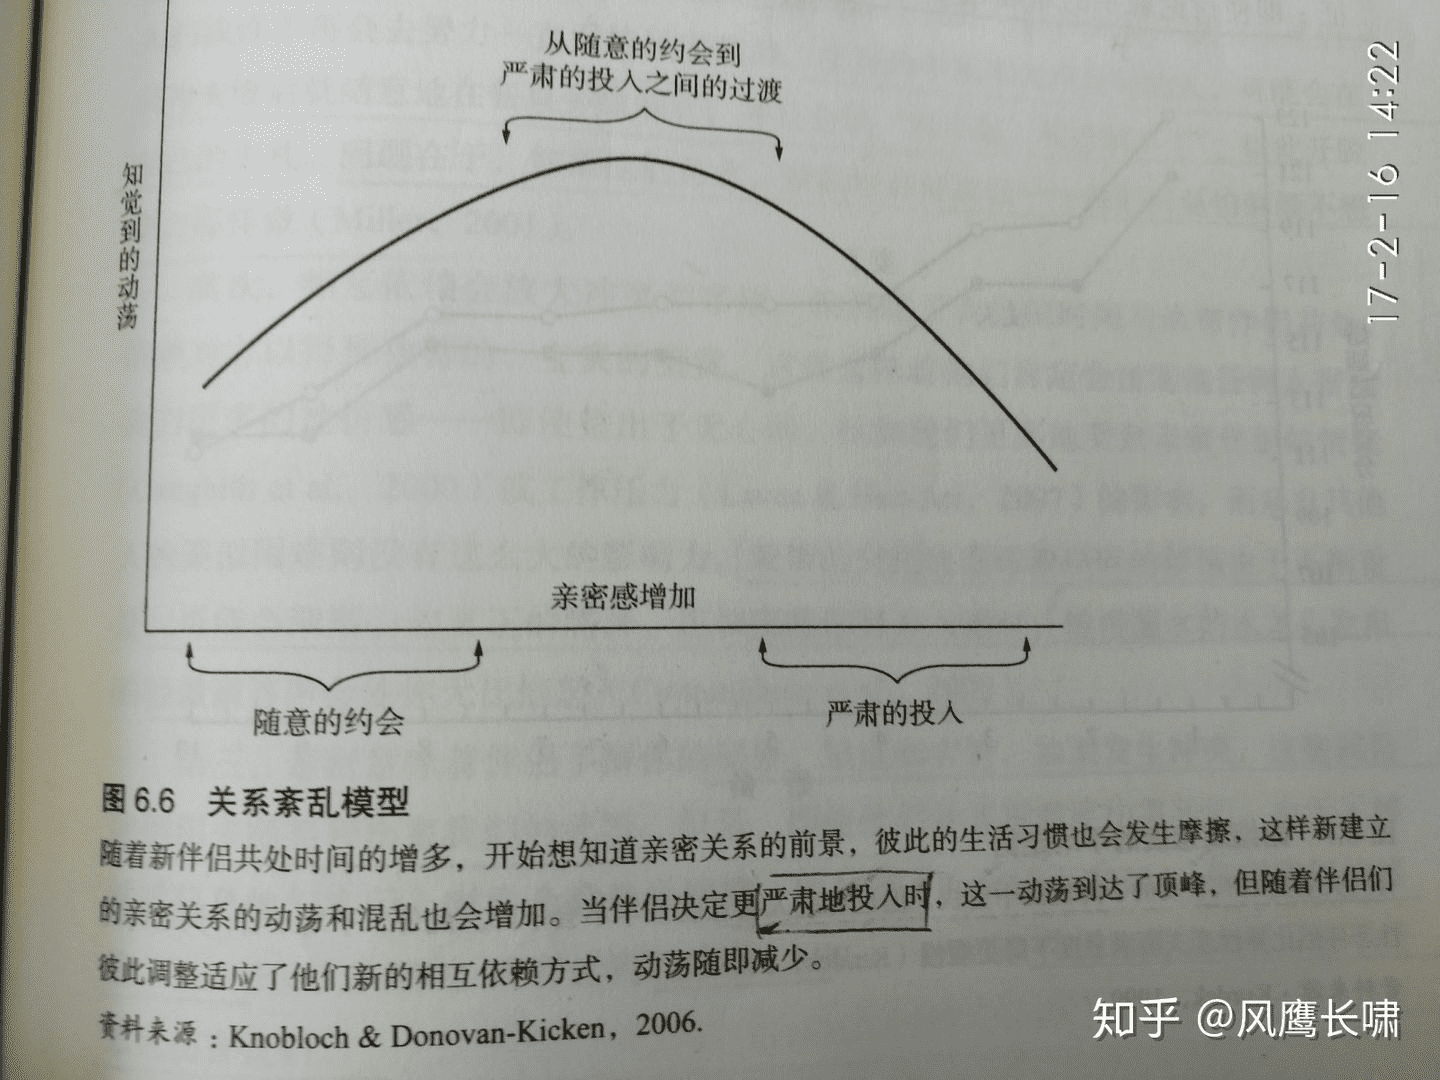 从随意的约会到
严肃的投入之间的过渡
知觉到的动荡
亲密感增加
随意的约会
严肃的投入
图 6.6 关系紊乱模型
随着新伴侣共处时间的增多，开始想知道亲密关系的前景，彼此的生活习惯也会发生摩擦，这样新建立
的亲密关系的动荡和混乱也会增加。当伴侣决定更严肃地投入时，这一动荡到达了顶峰，但随着伴侣们
彼此调整适应了他们新的相互依赖方式，动荡随即减少。
资料来源：Knobloch & Donovan-Kicken，2006.
17-2-16 14:22
知乎 @风鹰长啸